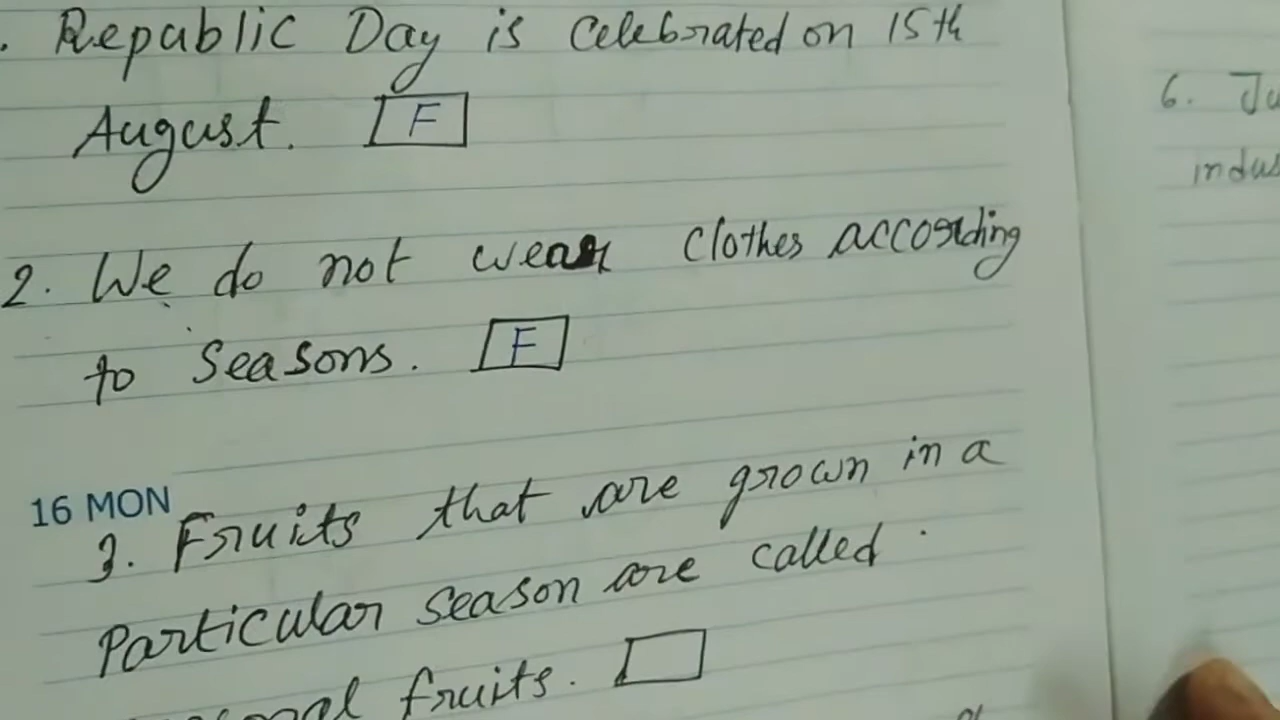 . Republic Day is celebrated on 15th
August. F
2. We do not wear clothes according
to seasons. F
16 MON
3. Fruits that are grown in a
Particular season are called.
fruits.
6.